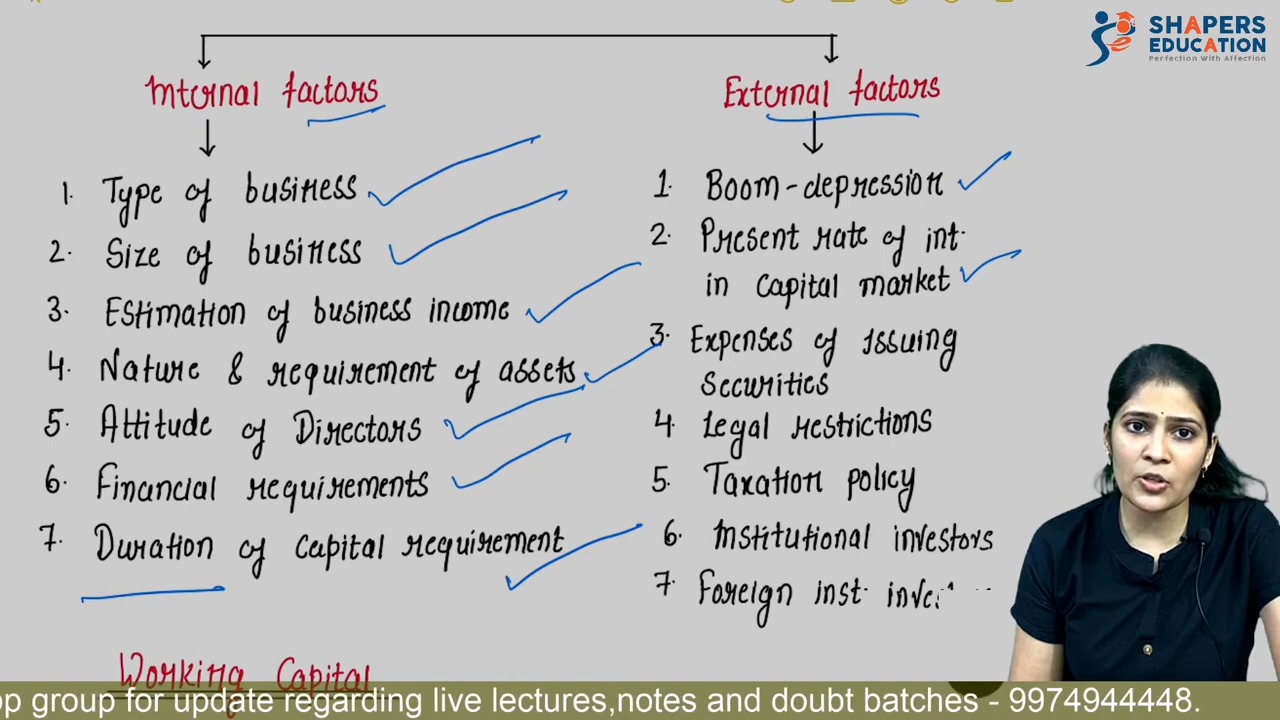 SHAPERS
EDUCATION
Perfection With Affection
Internal factors
1. Type of business
2. Size of business
3. Estimation of business income
4. Nature & requirement of assets
5. Attitude of Directors
6. Financial requirements
7. Duration of capital requirement
External factors
1. Boom-depression
2. Present rate of int.
in capital market
3. Expenses of issuing
securities
4. Legal restrictions
5. Taxation policy
6. Institutional investors
7. Foreign inst.
Working Capital
group for update regarding live lectures,notes and doubt batches - 9974944448.